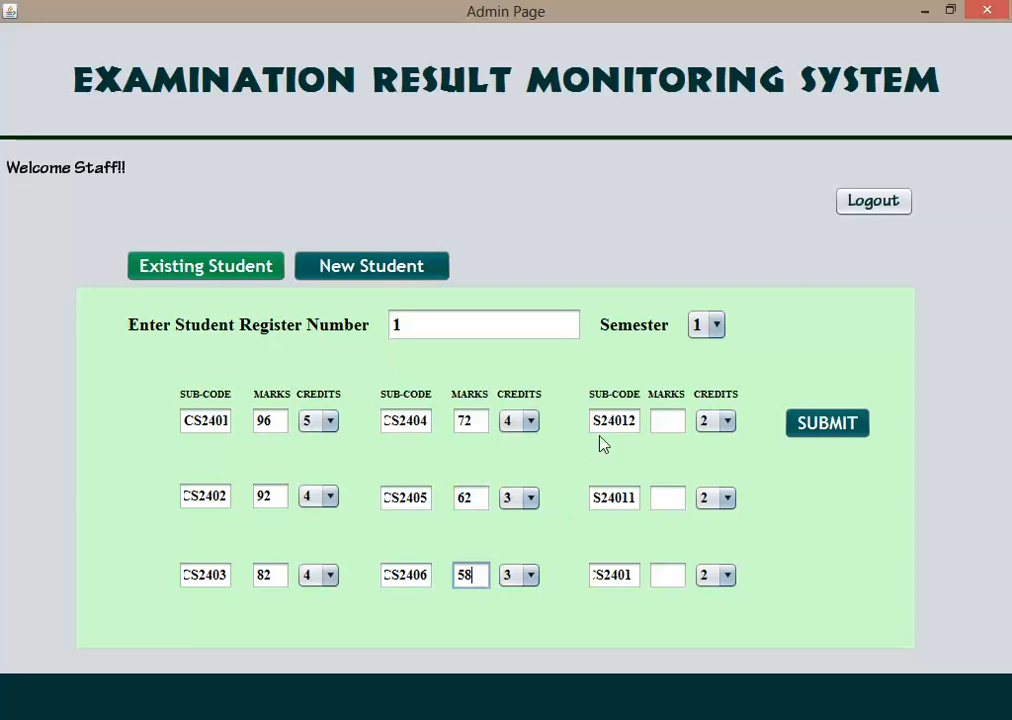 Admin Page
EXAMINATION RESULT MONITORING SYSTEM
Welcome Staff!!
Logout
Existing Student New Student
Enter Student Register Number 1 Semester 1
SUB-CODE MARKS CREDITS SUB-CODE MARKS CREDITS SUB-CODE MARKS CREDITS
CS2401 96 5 CS2404 72 4 S24012 2 SUBMIT
CS2402 92 4 CS2405 62 3 S24011 2
CS2403 82 4 CS2406 58 3 CS2401 2